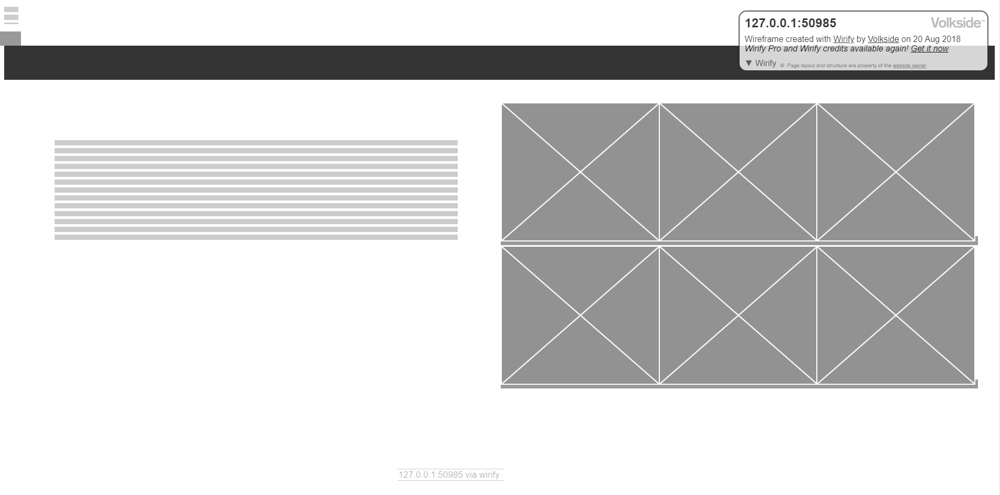 127.0.0.1:50985 Volkside™
Wireframe created with Wirify by Volkside on 20 Aug 2018
Wirify Pro and Wirify credits available again! Get it now
▼ Wirify © Page layout and structure are property of the website owner
127.0.0.1:50985 via wirify